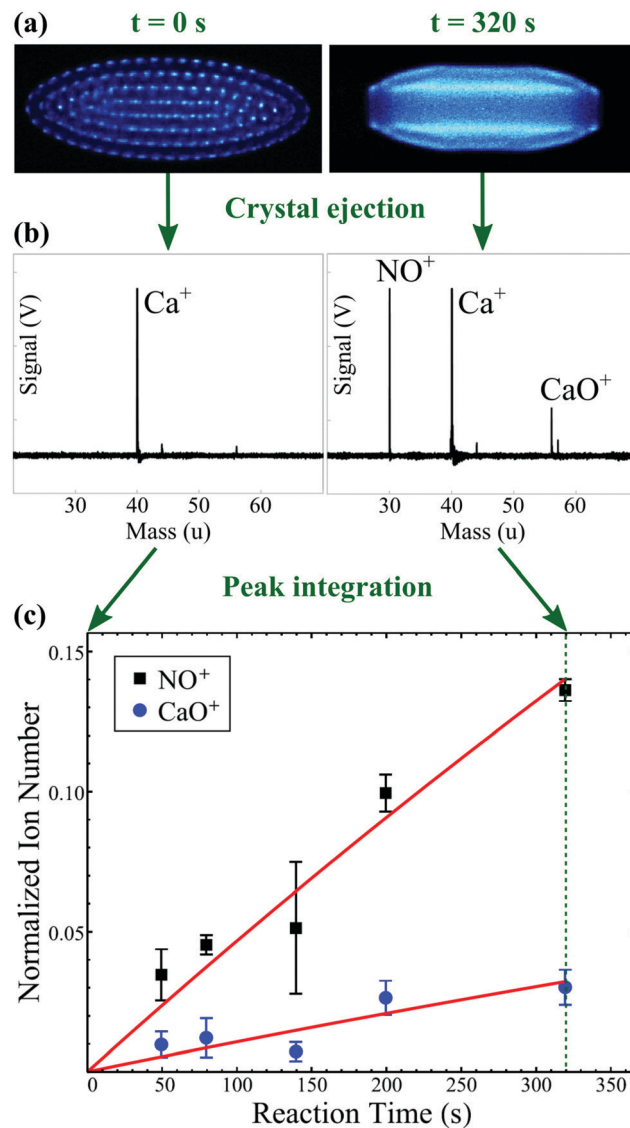 (a) t = 0 s t = 320 s
Crystal ejection
(b)
Signal (V)
Ca⁺
30 40 50 60
Mass (u)
Signal (V)
NO⁺ Ca⁺
CaO⁺
30 40 50 60
Mass (u)
Peak integration
(c)
Normalized Ion Number
0.15
0.10
0.05
NO⁺
CaO⁺
0 50 100 150 200 250 300 350
Reaction Time (s)